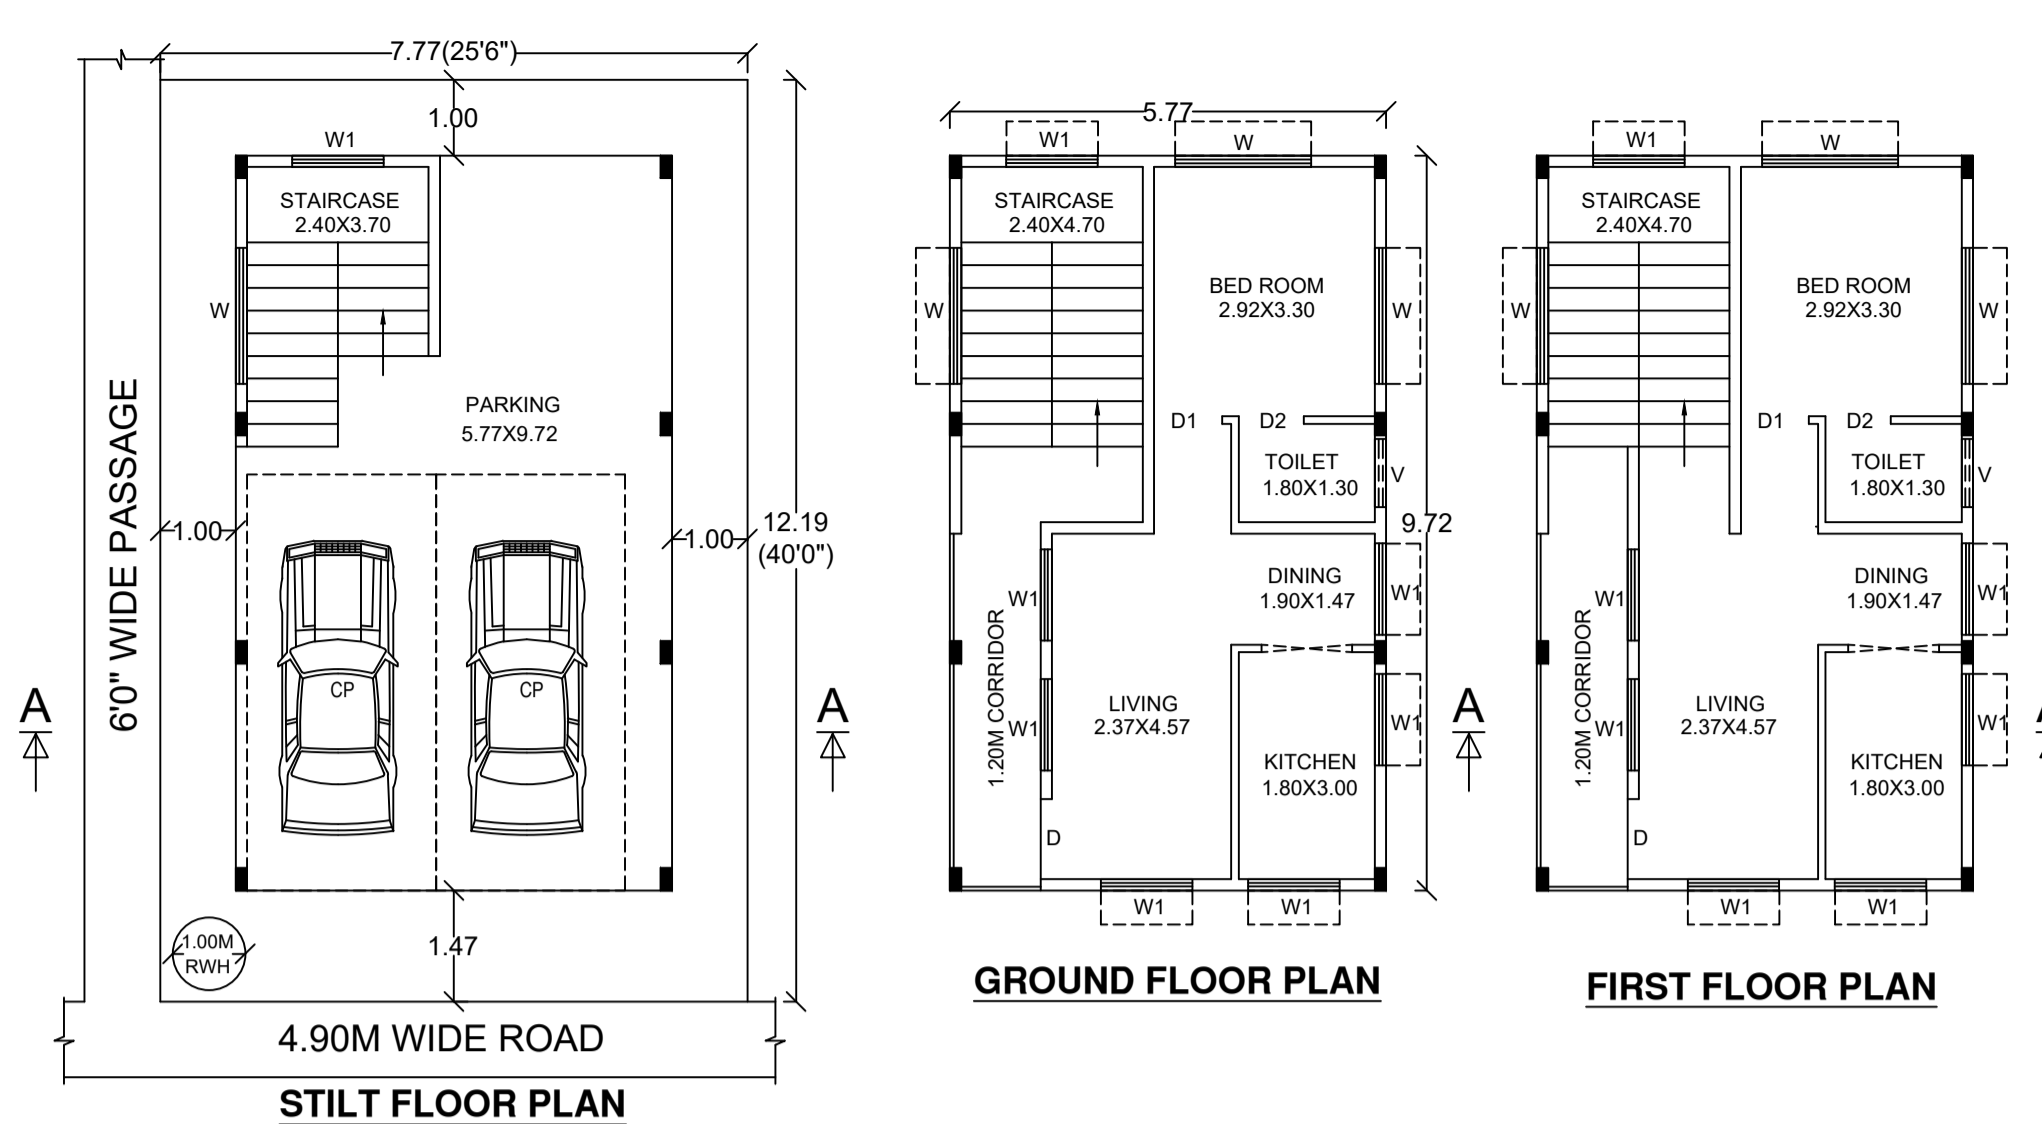 7.77(25'6")
1.00
W1
STAIRCASE
2.40X3.70
W
PARKING
5.77X9.72
6'0" WIDE PASSAGE
1.00
1.00
12.19
(40'0")
CP
CP
A
A
1.00M
RWH
1.47
4.90M WIDE ROAD
STILT FLOOR PLAN
5.77
W1
W
STAIRCASE
2.40X4.70
W
BED ROOM
2.92X3.30
W
D1
D2
TOILET
1.80X1.30
V
9.72
DINING
1.90X1.47
W1
W1
1.20M CORRIDOR
W1
LIVING
2.37X4.57
W1
KITCHEN
1.80X3.00
D
W1
W1
A
GROUND FLOOR PLAN
W1
W
STAIRCASE
2.40X4.70
W
BED ROOM
2.92X3.30
W
D1
D2
TOILET
1.80X1.30
V
DINING
1.90X1.47
W1
W1
1.20M CORRIDOR
W1
LIVING
2.37X4.57
W1
KITCHEN
1.80X3.00
D
W1
W1
FIRST FLOOR PLAN